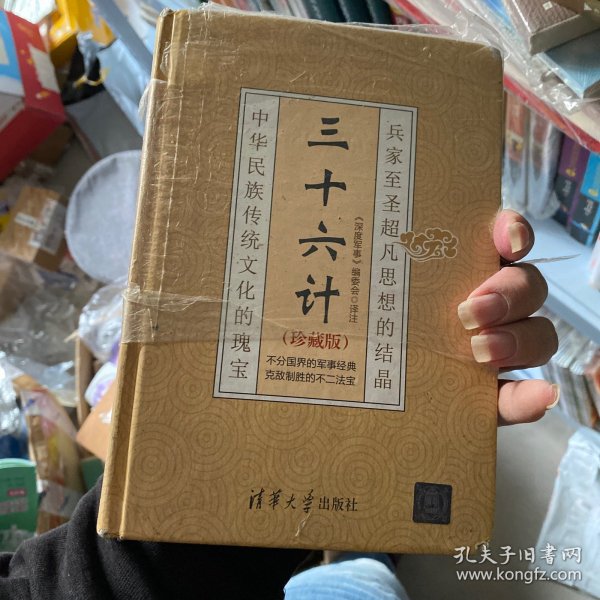 兵家至圣超凡思想的结晶
三十六计
(珍藏版)
《深度军事》编委会◎译注
中华民族传统文化的瑰宝
不分国界的军事经典
克敌制胜的不二法宝
清华大学出版社
孔夫子旧书网
www.kongfz.com